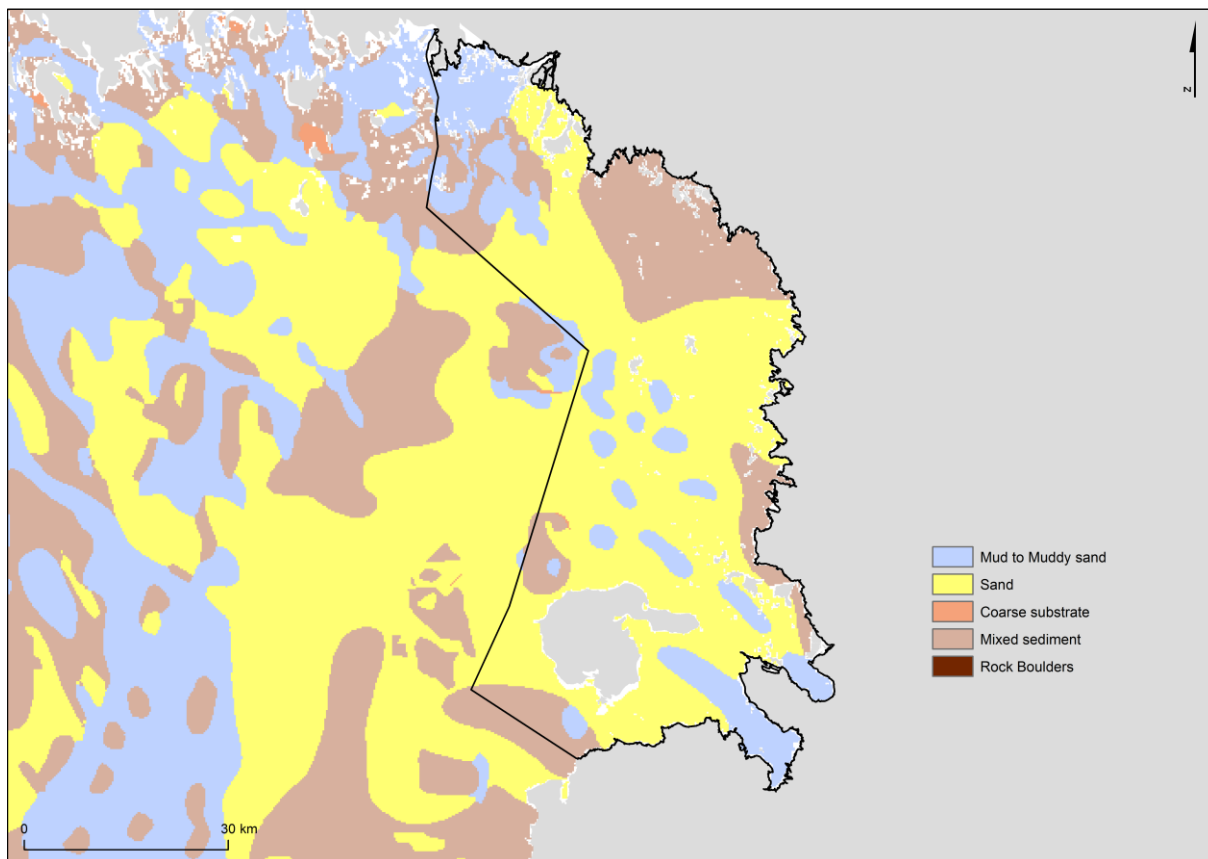 Z
Mud to Muddy sand
Sand
Coarse substrate
Mixed sediment
Rock Boulders
0 30 km